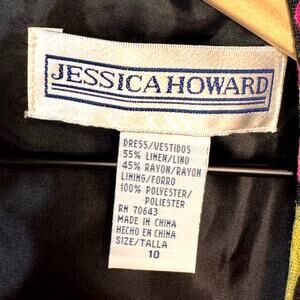 JESSICA HOWARD
DRESS/VESTIDOS
55% LINEN/LINO
45% RAYON/RAYON
LINING/FORRO
100% POLYESTER/
POLIESTER
RN 70643
MADE IN CHINA
HECHO EN CHINA
SIZE/TALLA
10